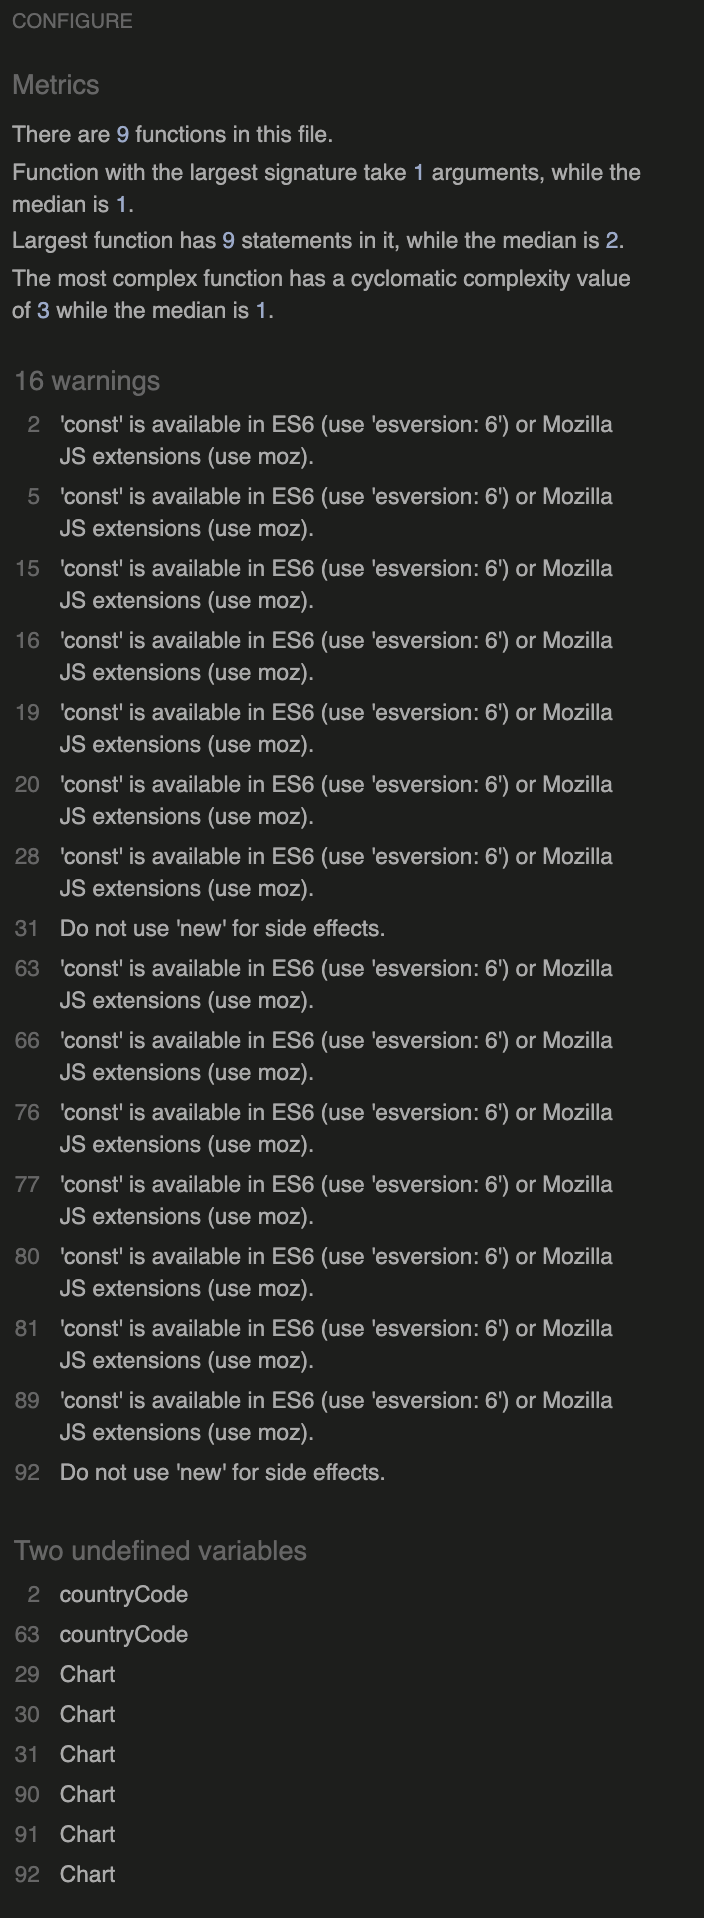 CONFIGURE
Metrics
There are 9 functions in this file.
Function with the largest signature take 1 arguments, while the
median is 1.
Largest function has 9 statements in it, while the median is 2.
The most complex function has a cyclomatic complexity value
of 3 while the median is 1.
16 warnings
2 'const' is available in ES6 (use 'esversion: 6') or Mozilla
JS extensions (use moz).
5 'const' is available in ES6 (use 'esversion: 6') or Mozilla
JS extensions (use moz).
15 'const' is available in ES6 (use 'esversion: 6') or Mozilla
JS extensions (use moz).
16 'const' is available in ES6 (use 'esversion: 6') or Mozilla
JS extensions (use moz).
19 'const' is available in ES6 (use 'esversion: 6') or Mozilla
JS extensions (use moz).
20 'const' is available in ES6 (use 'esversion: 6') or Mozilla
JS extensions (use moz).
28 'const' is available in ES6 (use 'esversion: 6') or Mozilla
JS extensions (use moz).
31 Do not use 'new' for side effects.
63 'const' is available in ES6 (use 'esversion: 6') or Mozilla
JS extensions (use moz).
66 'const' is available in ES6 (use 'esversion: 6') or Mozilla
JS extensions (use moz).
76 'const' is available in ES6 (use 'esversion: 6') or Mozilla
JS extensions (use moz).
77 'const' is available in ES6 (use 'esversion: 6') or Mozilla
JS extensions (use moz).
80 'const' is available in ES6 (use 'esversion: 6') or Mozilla
JS extensions (use moz).
81 'const' is available in ES6 (use 'esversion: 6') or Mozilla
JS extensions (use moz).
89 'const' is available in ES6 (use 'esversion: 6') or Mozilla
JS extensions (use moz).
92 Do not use 'new' for side effects.
Two undefined variables
2 countryCode
63 countryCode
29 Chart
30 Chart
31 Chart
90 Chart
91 Chart
92 Chart